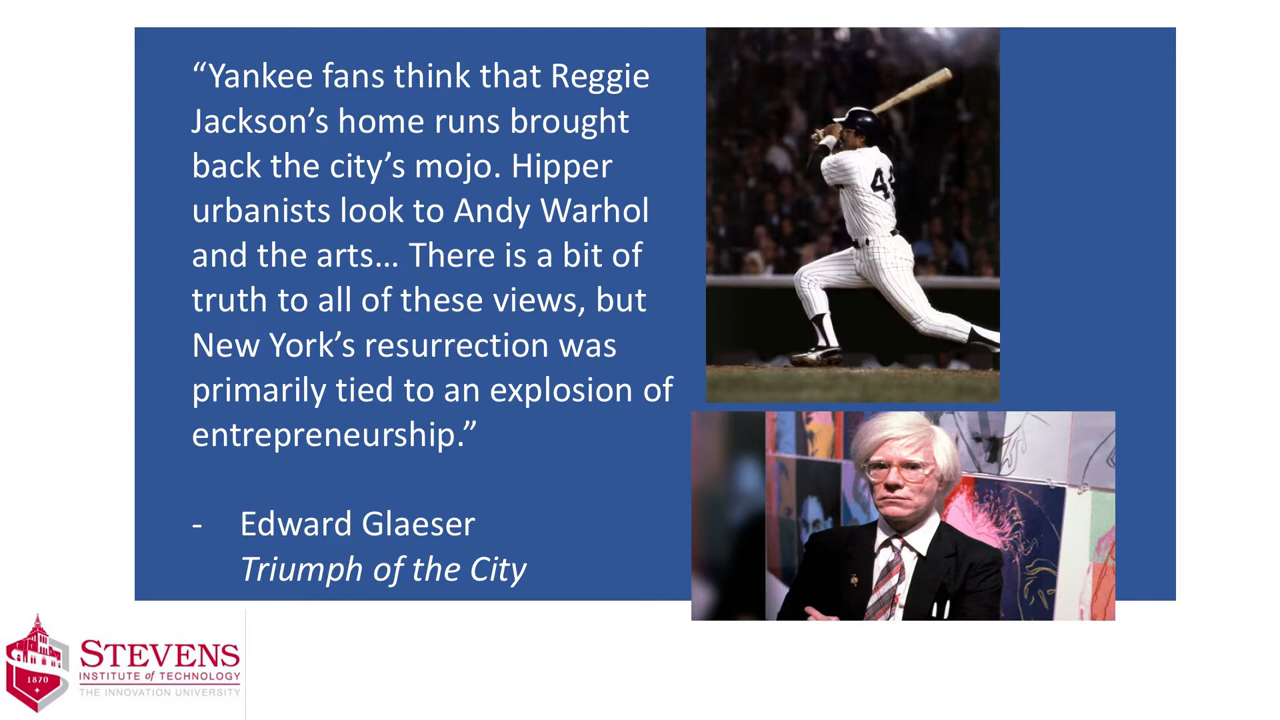 “Yankee fans think that Reggie
Jackson’s home runs brought
back the city’s mojo. Hipper
urbanists look to Andy Warhol
and the arts… There is a bit of
truth to all of these views, but
New York’s resurrection was
primarily tied to an explosion of
entrepreneurship.”
- Edward Glaeser
Triumph of the City
44
1870
STEVENS
INSTITUTE of TECHNOLOGY
THE INNOVATION UNIVERSITY